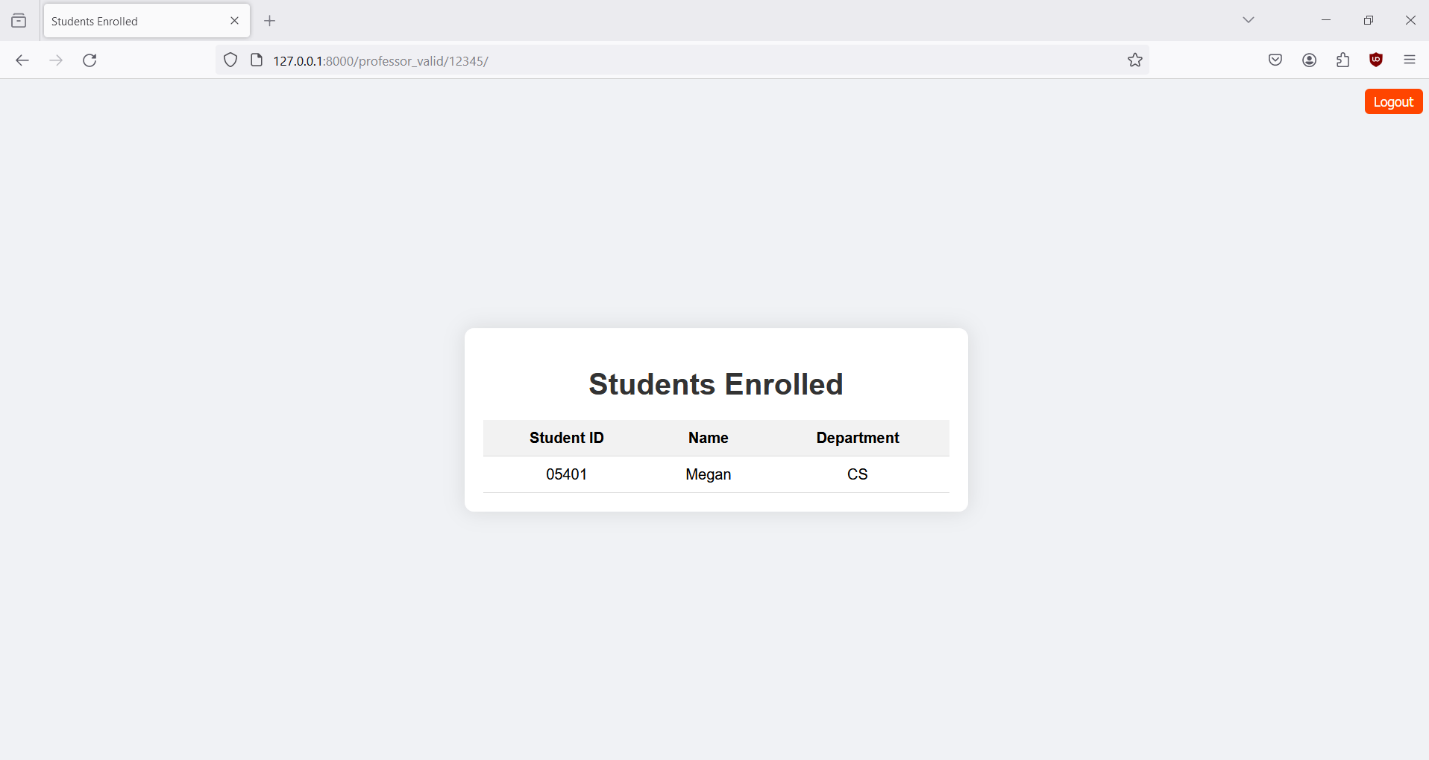 Students Enrolled
127.0.0.1:8000/professor_valid/12345/
Logout
Students Enrolled
Student ID Name Department
05401 Megan CS